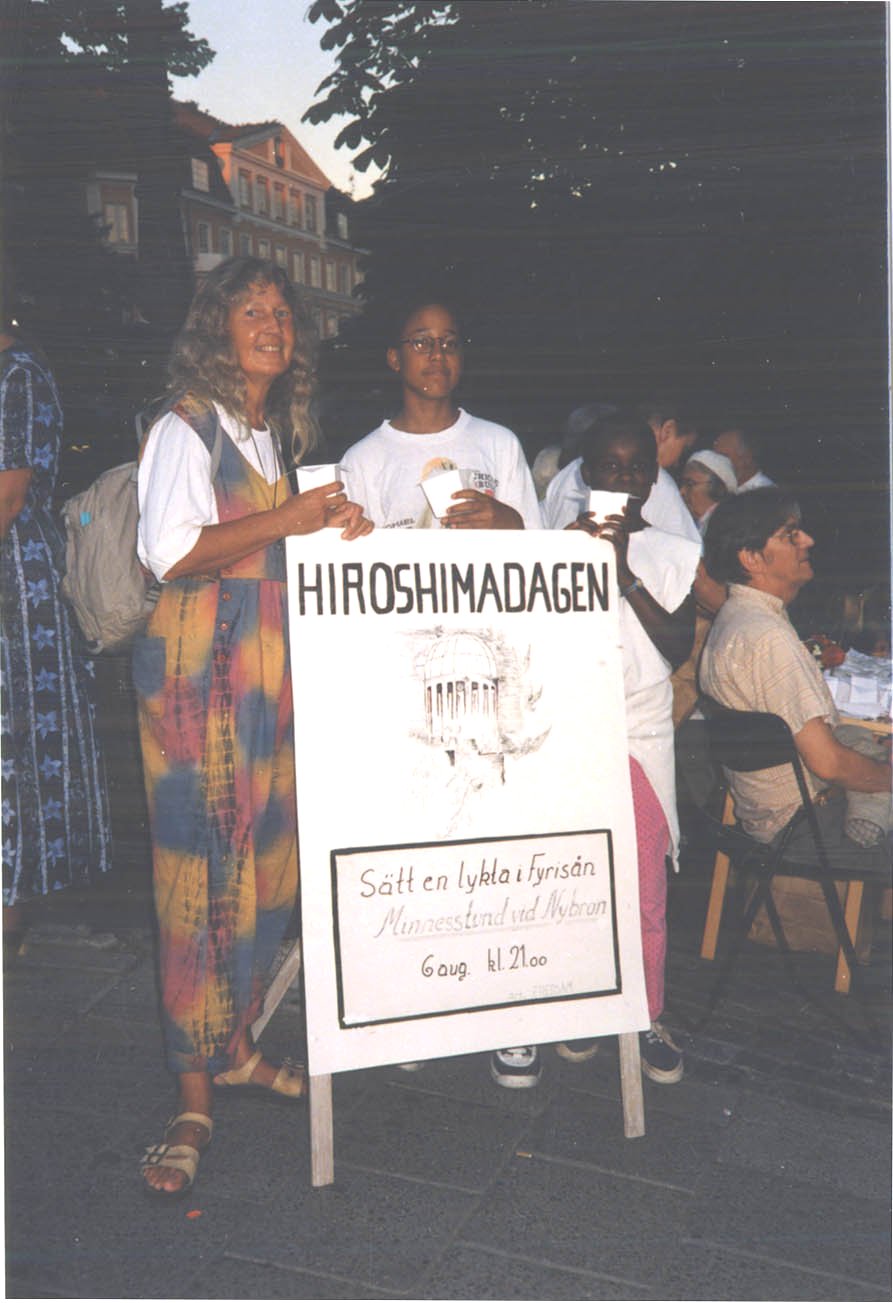 HIROSHIMADAGEN
Sätt en lykta i Fyrisån
Minnesstund vid Nybron
6 aug. kl. 21.00